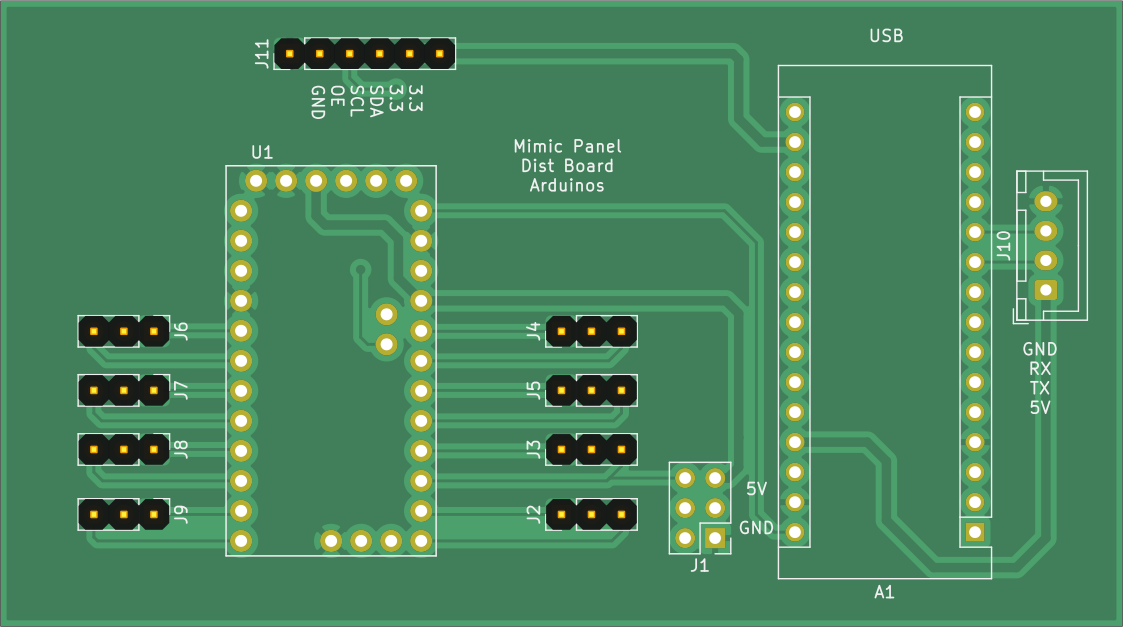 USB
J11
GND
OE
SCL
SDA
3.3
3.3
Mimic Panel
Dist Board
Arduinos
U1
J10
J6
J4
GND
RX
TX
5V
J7
J5
J8
J3
5V
J9
J2
GND
J1
A1